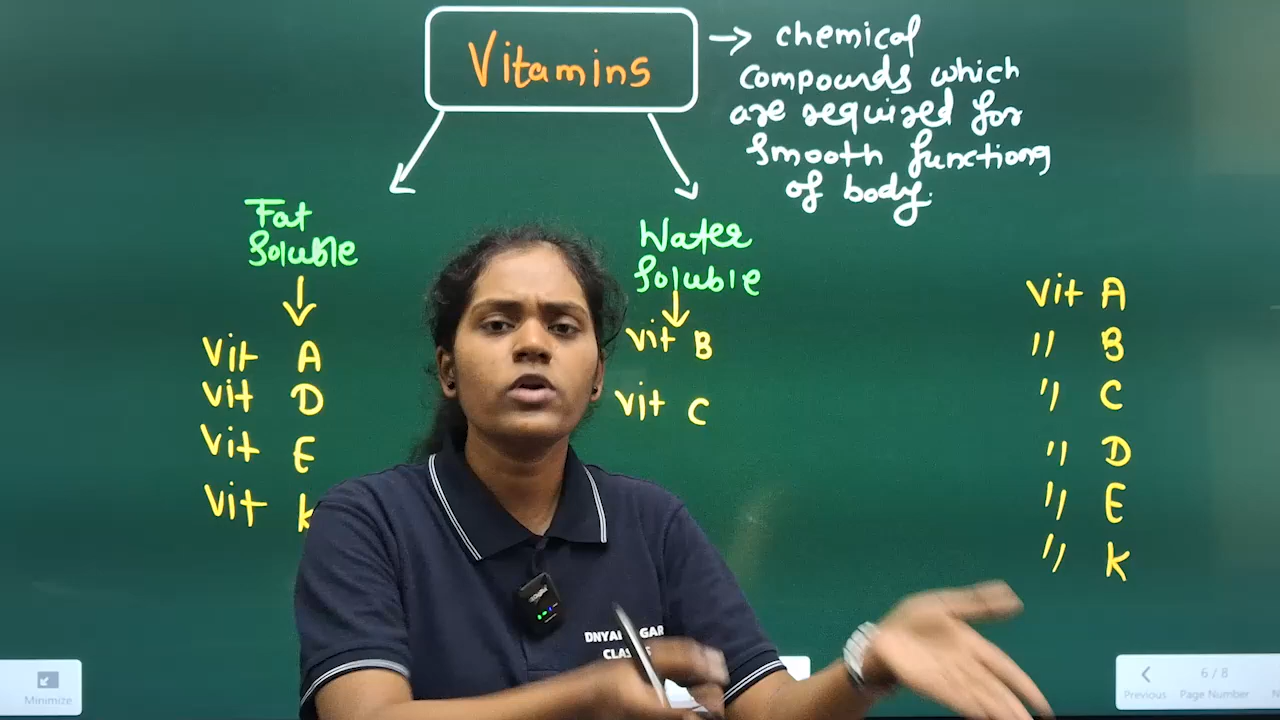 Vitamins
→ chemical
compounds which
are required for
smooth functiong
of body.
Fat
Soluble
Vit A
Vit D
Vit E
Vit K
Water
Soluble
Vit B
Vit C
Vit A
" B
" C
" D
" E
" K
Minimize
6 / 8
Previous Page Number